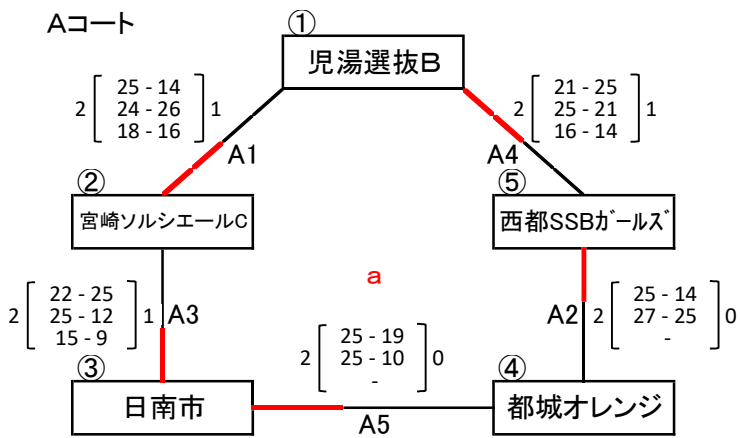 Aコート
①
児湯選抜B
2 25 - 14 1
24 - 26
18 - 16
A1
2 21 - 25 1
25 - 21
16 - 14
A4
②
宮崎ソルシエールC
⑤
西都SSBガールズ
a
2 22 - 25 1
25 - 12
15 - 9
A3
A2
2 25 - 14 0
27 - 25
-
2 25 - 19 0
25 - 10
-
③
日南市
④
都城オレンジ
A5